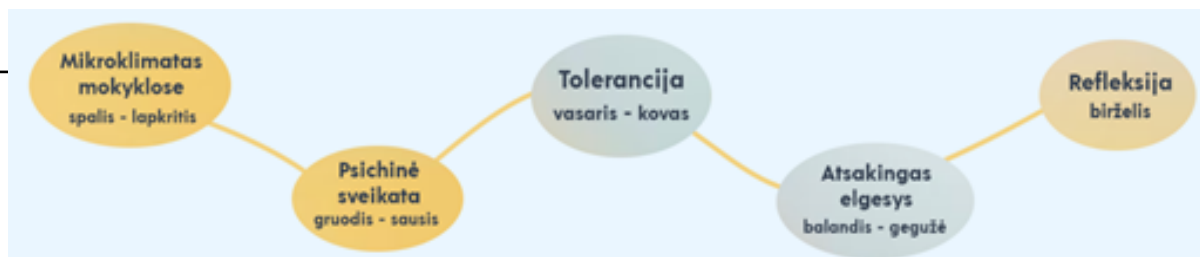 Mikroklimatas
mokyklose
spalis - lapkritis
Psichinė
sveikata
gruodis - sausis
Tolerancija
vasaris - kovas
Atsakingas
elgesys
balandis - gegužė
Refleksija
birželis